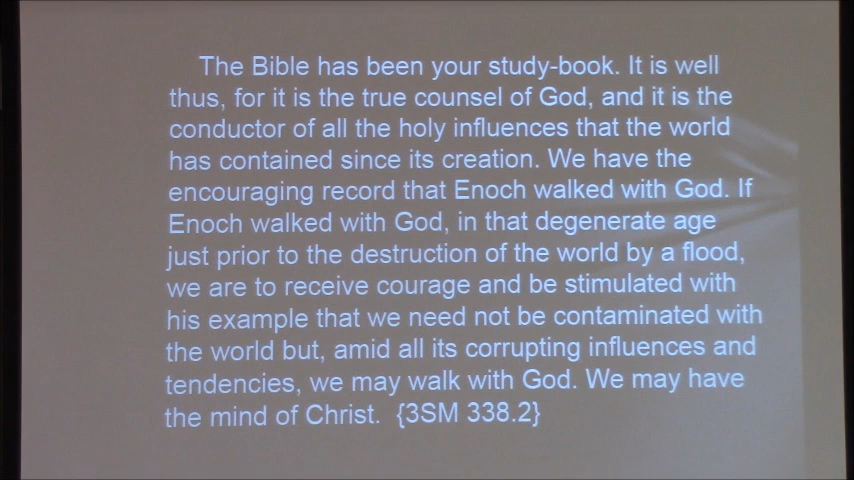 The Bible has been your study-book. It is well
thus, for it is the true counsel of God, and it is the
conductor of all the holy influences that the world
has contained since its creation. We have the
encouraging record that Enoch walked with God. If
Enoch walked with God, in that degenerate age
just prior to the destruction of the world by a flood,
we are to receive courage and be stimulated with
his example that we need not be contaminated with
the world but, amid all its corrupting influences and
tendencies, we may walk with God. We may have
the mind of Christ.  {3SM 338.2}